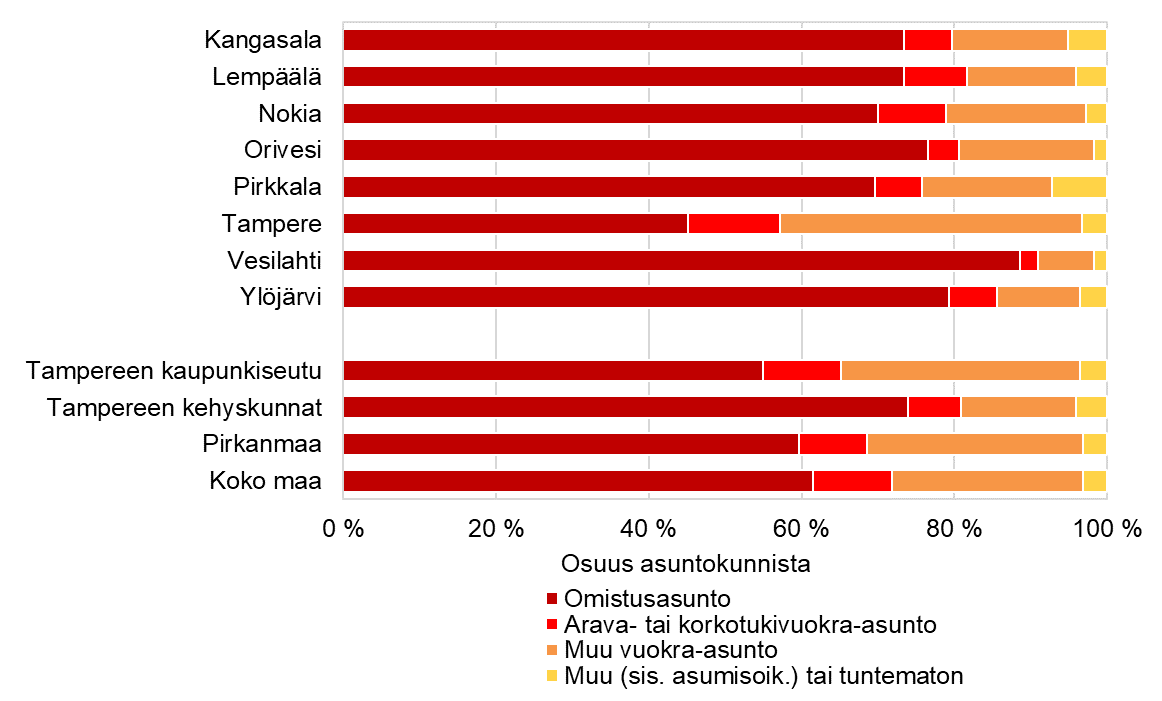 Kangasala
Lempäälä
Nokia
Orivesi
Pirkkala
Tampere
Vesilahti
Ylöjärvi
Tampereen kaupunkiseutu
Tampereen kehyskunnat
Pirkanmaa
Koko maa
0 % 20 % 40 % 60 % 80 % 100 %
Osuus asuntokunnista
Omistusasunto
Arava- tai korkotukivuokra-asunto
Muu vuokra-asunto
Muu (sis. asumisoik.) tai tuntematon